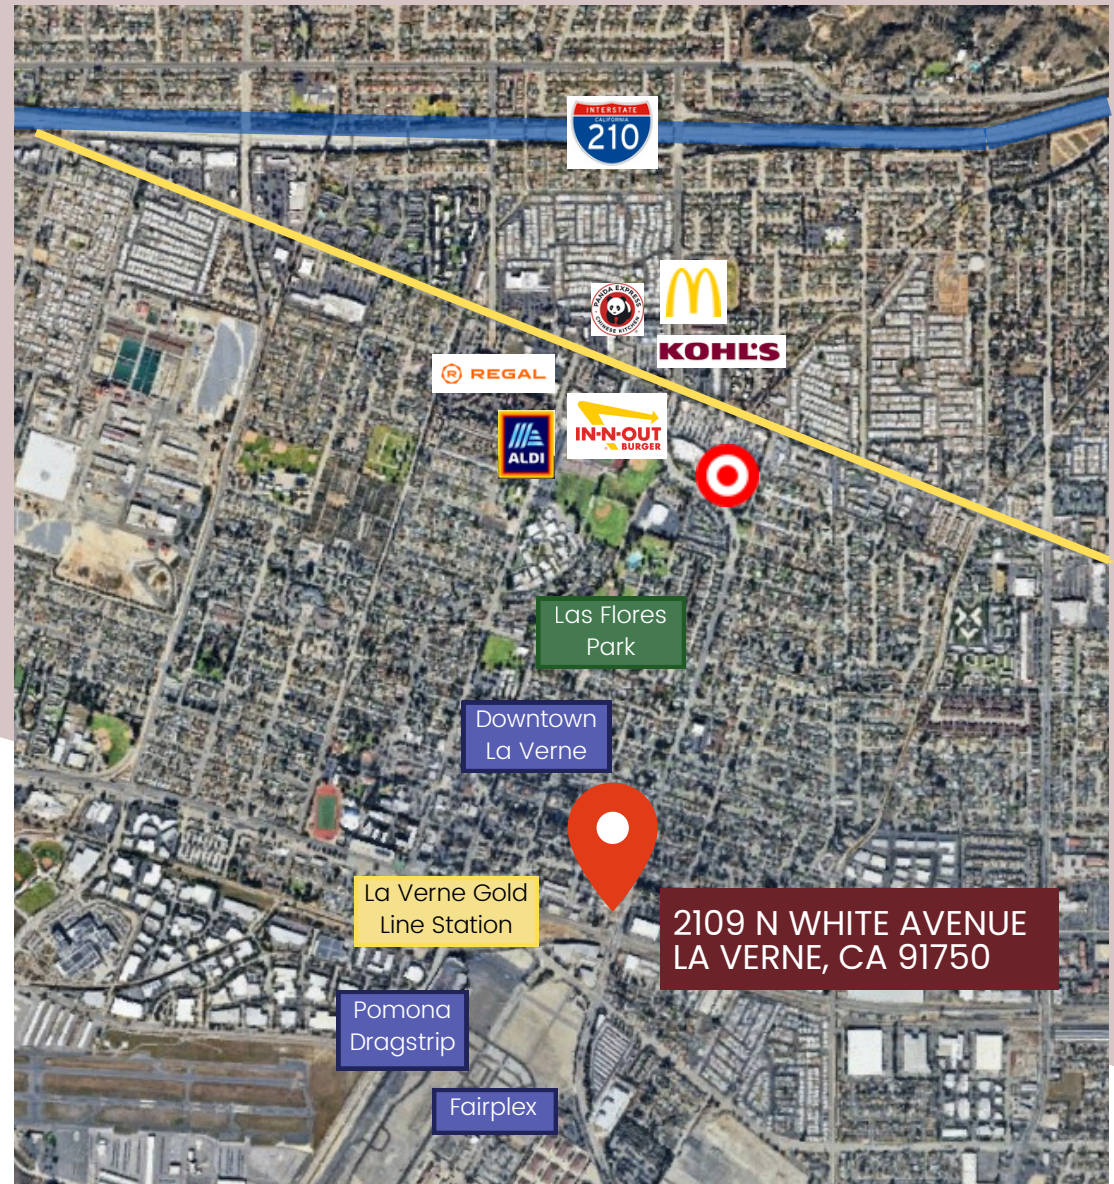 INTERSTATE
CALIFORNIA
210
PANDA EXPRESS
CHINESE KITCHEN
KOHL'S
R REGAL
ALDI
IN-N-OUT
BURGER
Las Flores
Park
Downtown
La Verne
La Verne Gold
Line Station
2109 N WHITE AVENUE
LA VERNE, CA 91750
Pomona
Dragstrip
Fairplex